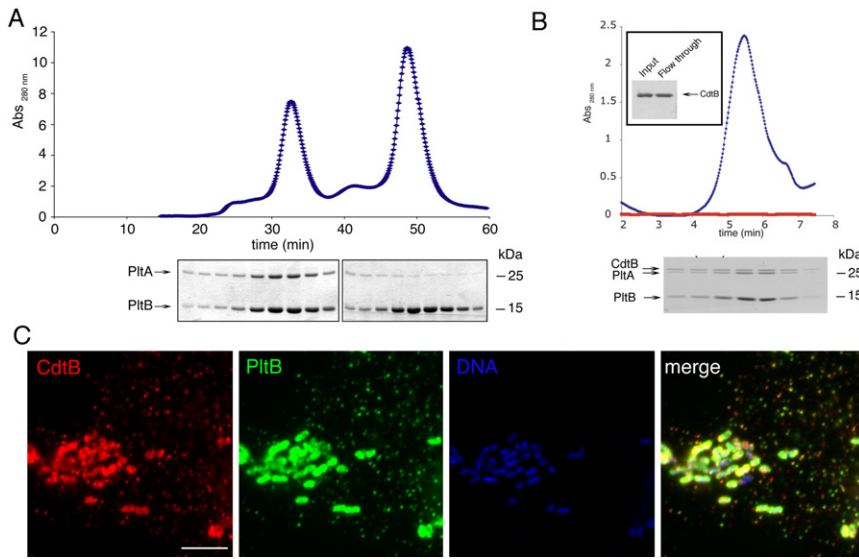 A
Abs 280 nm
12
10
8
6
4
2
0
0 10 20 30 40 50 60
time (min)
kDa
PltA
25
PltB
15
B
Abs 280 nm
2.5
2
1.5
1
0.5
0
Input
Flow through
CdtB
2 3 4 5 6 7 8
time (min)
kDa
CdtB
PltA
25
PltB
15
C
CdtB
PltB
DNA
merge